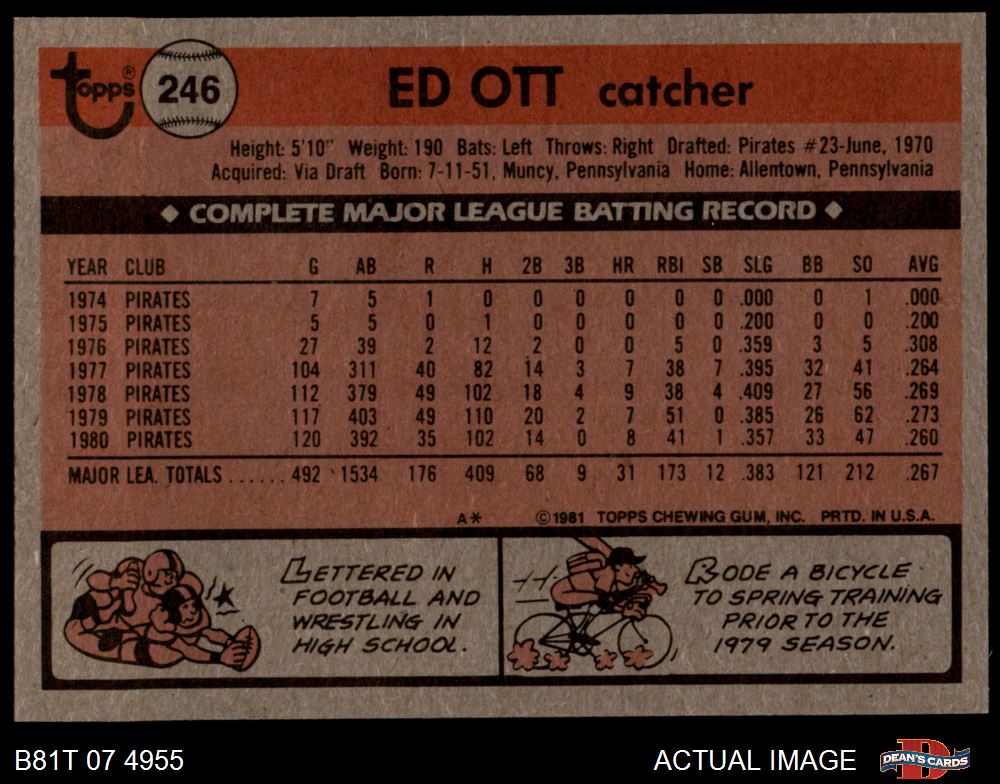 Topps® 246 ED OTT catcher
Height: 5'10" Weight: 190 Bats: Left Throws: Right Drafted: Pirates #23-June, 1970
Acquired: Via Draft Born: 7-11-51, Muncy, Pennsylvania Home: Allentown, Pennsylvania
◆ COMPLETE MAJOR LEAGUE BATTING RECORD ◆
YEAR CLUB G AB R H 2B 3B HR RBI SB SLG BB SO AVG
1974 PIRATES 7 5 1 0 0 0 0 0 0 .000 0 1 .000
1975 PIRATES 5 5 0 1 0 0 0 0 0 .200 0 0 .200
1976 PIRATES 27 39 2 12 2 0 0 5 0 .359 3 5 .308
1977 PIRATES 104 311 40 82 14 3 7 38 7 .395 32 41 .264
1978 PIRATES 112 379 49 102 18 4 9 38 4 .409 27 56 .269
1979 PIRATES 117 403 49 110 20 2 7 51 0 .385 26 62 .273
1980 PIRATES 120 392 35 102 14 0 8 41 1 .357 33 47 .260
MAJOR LEA. TOTALS ...... 492 1534 176 409 68 9 31 173 12 .383 121 212 .267
A* ©1981 TOPPS CHEWING GUM, INC. PRTD. IN U.S.A.
LETTERED IN
FOOTBALL AND
WRESTLING IN
HIGH SCHOOL.
RODE A BICYCLE
TO SPRING TRAINING
PRIOR TO THE
1979 SEASON.
B81T 07 4955 ACTUAL IMAGE D DEAN'S CARDS